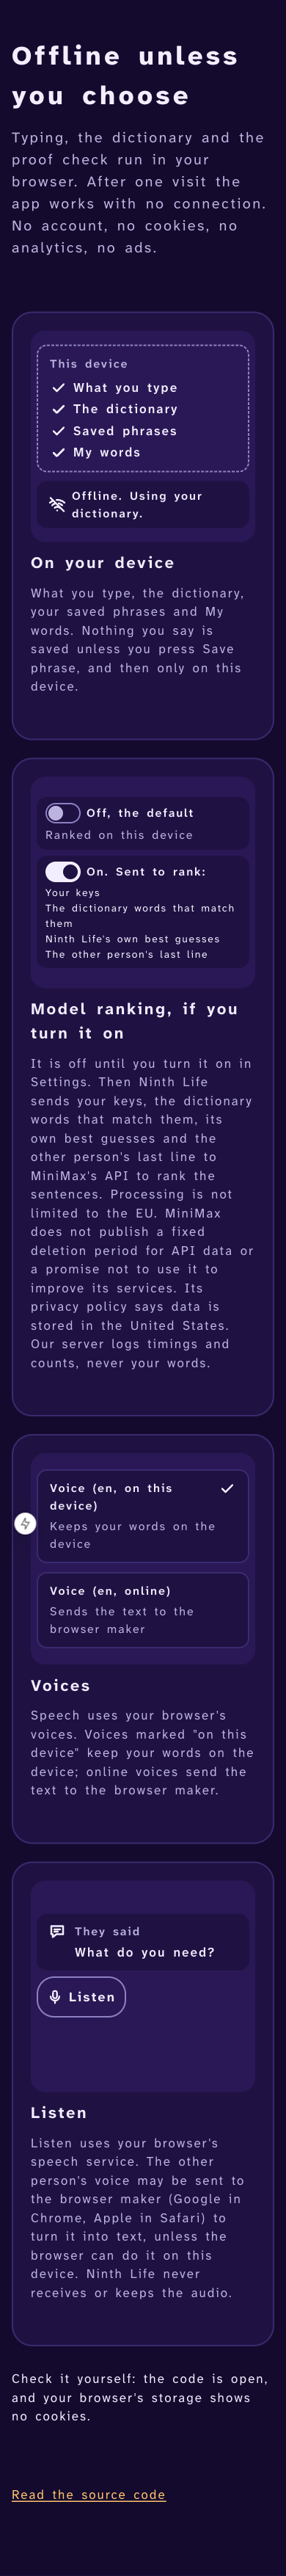 Offline unless
you choose
Typing, the dictionary and the
proof check run in your
browser. After one visit the
app works with no connection.
No account, no cookies, no
analytics, no ads.
This device
What you type
The dictionary
Saved phrases
My words
Offline. Using your
dictionary.
On your device
What you type, the dictionary,
your saved phrases and My
words. Nothing you say is
saved unless you press Save
phrase, and then only on this
device.
Off, the default
Ranked on this device
On. Sent to rank:
Your keys
The dictionary words that match
them
Ninth Life's own best guesses
The other person's last line
Model ranking, if you
turn it on
It is off until you turn it on in
Settings. Then Ninth Life
sends your keys, the dictionary
words that match them, its
own best guesses and the
other person's last line to
MiniMax's API to rank the
sentences. Processing is not
limited to the EU. MiniMax
does not publish a fixed
deletion period for API data or
a promise not to use it to
improve its services. Its
privacy policy says data is
stored in the United States.
Our server logs timings and
counts, never your words.
Voice (en, on this
device)
Keeps your words on the
device
Voice (en, online)
Sends the text to the
browser maker
Voices
Speech uses your browser's
voices. Voices marked "on this
device" keep your words on the
device; online voices send the
text to the browser maker.
They said
What do you need?
Listen
Listen
Listen uses your browser's
speech service. The other
person's voice may be sent to
the browser maker (Google in
Chrome, Apple in Safari) to
turn it into text, unless the
browser can do it on this
device. Ninth Life never
receives or keeps the audio.
Check it yourself: the code is open,
and your browser's storage shows
no cookies.
Read the source code